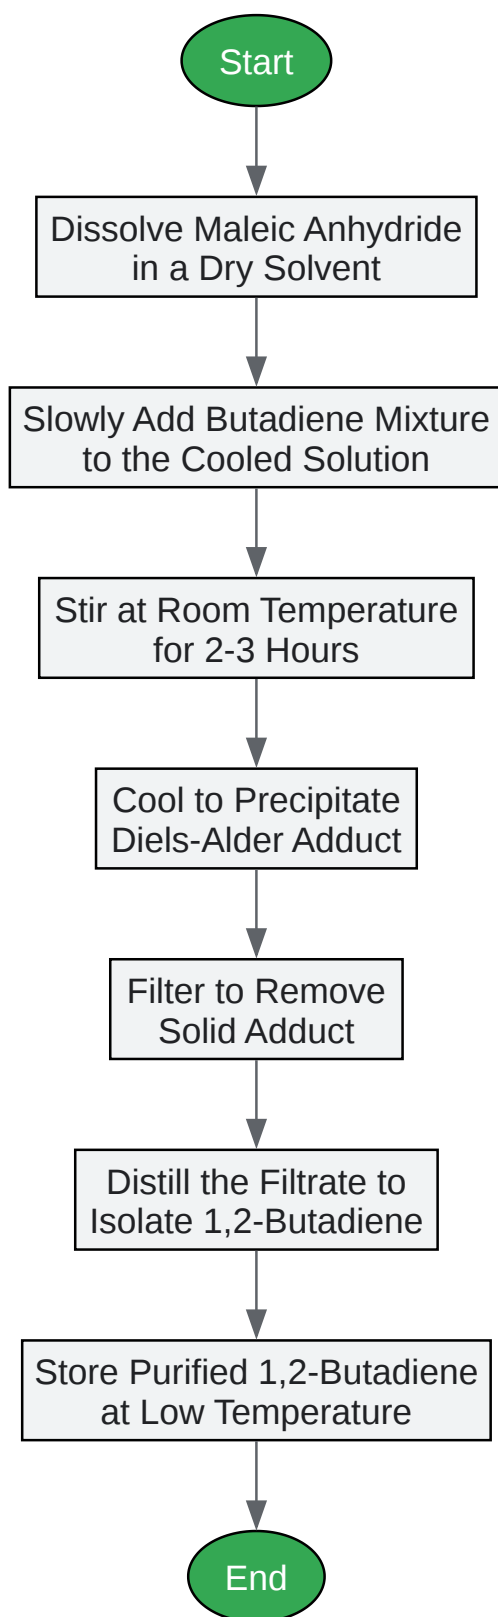 Start
Dissolve Maleic Anhydride
in a Dry Solvent
Slowly Add Butadiene Mixture
to the Cooled Solution
Stir at Room Temperature
for 2-3 Hours
Cool to Precipitate
Diels-Alder Adduct
Filter to Remove
Solid Adduct
Distill the Filtrate to
Isolate 1,2-Butadiene
Store Purified 1,2-Butadiene
at Low Temperature
End